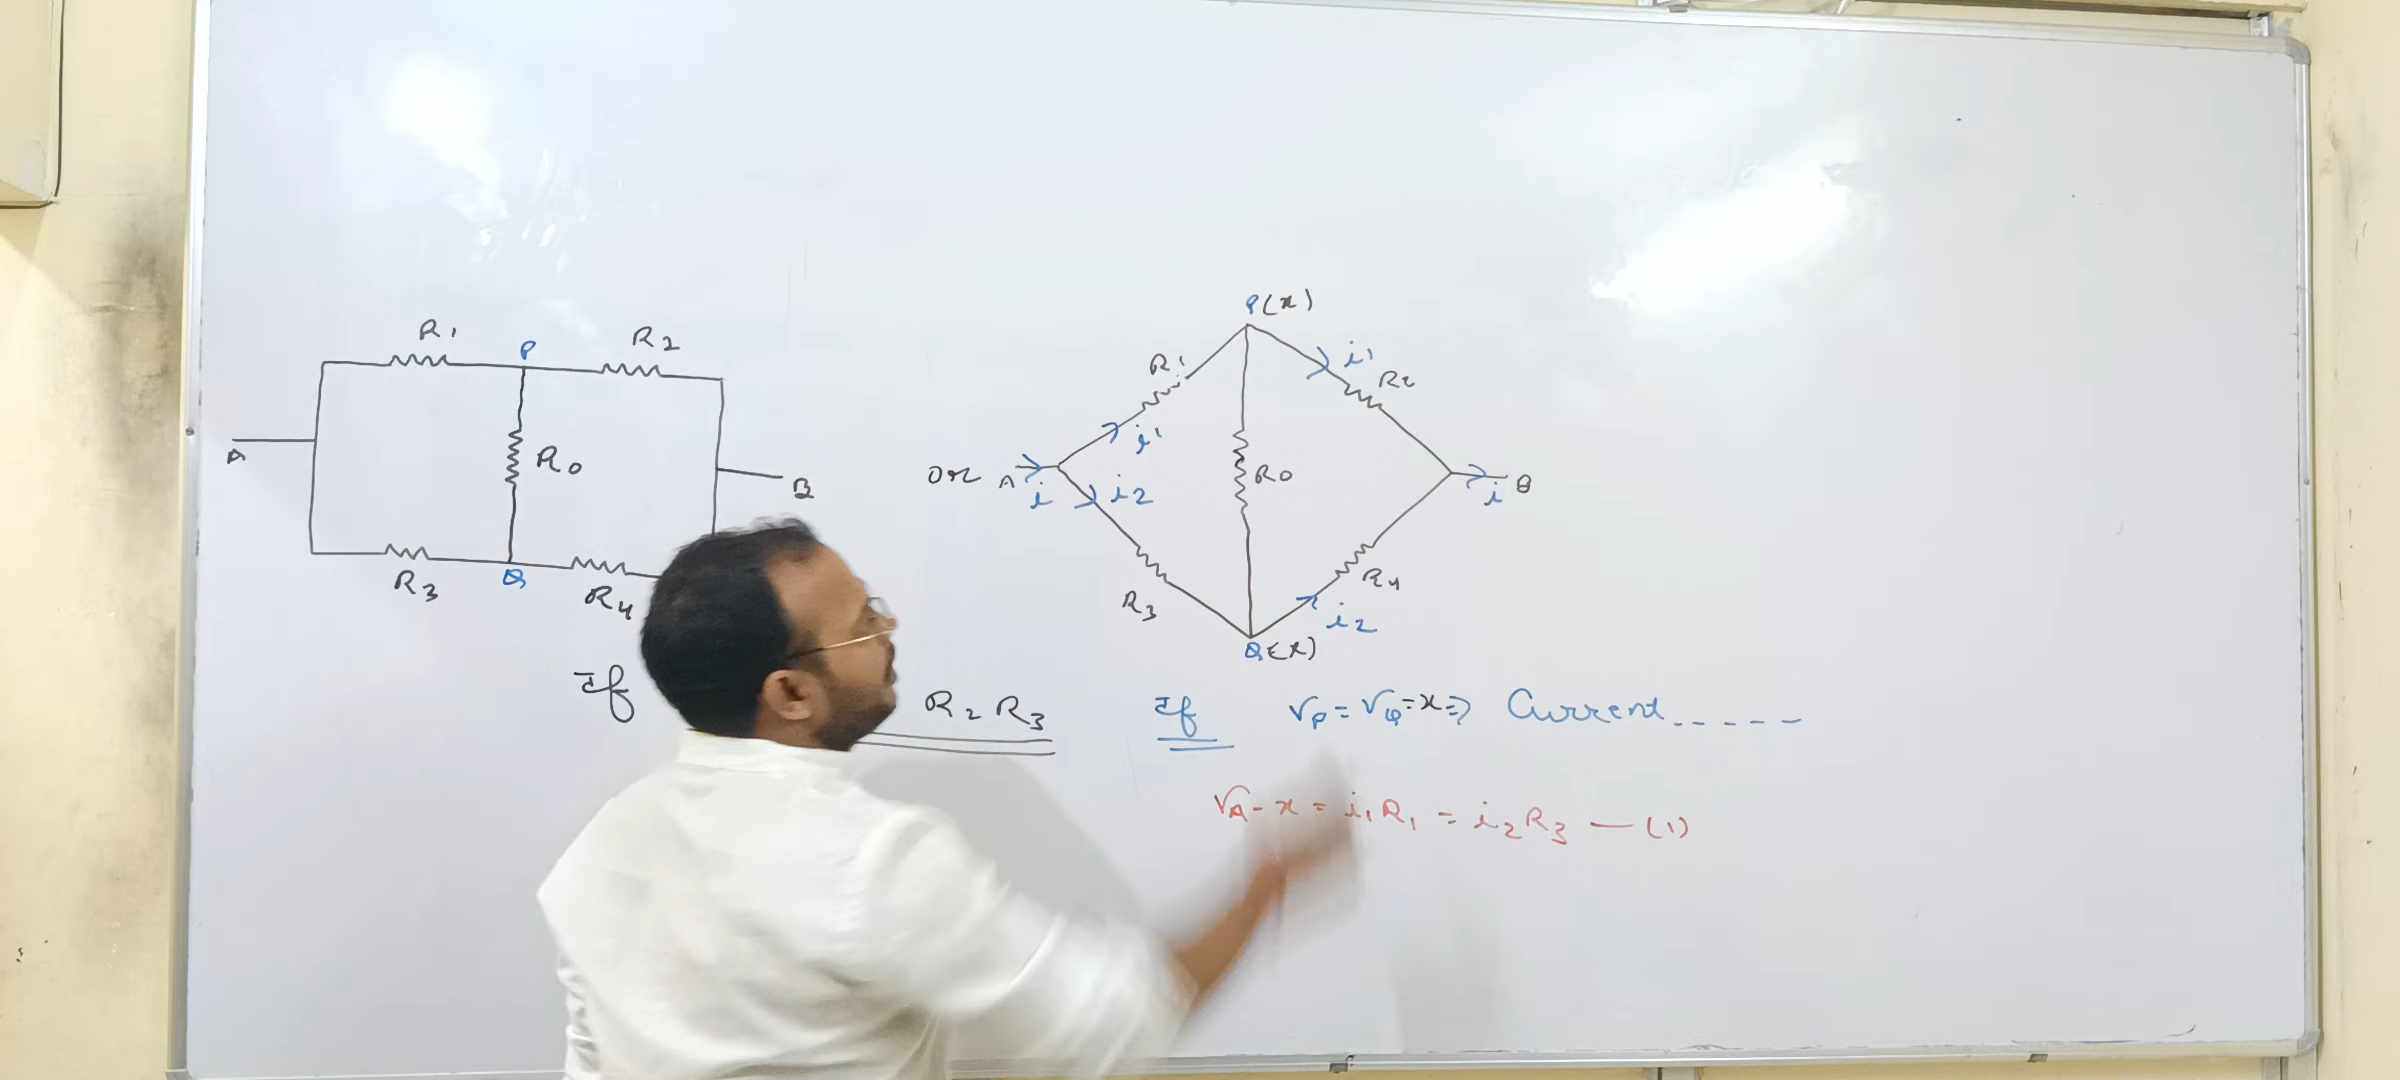 R1
P
R2
A
R0
B
R3
Q
R4
or
P(x)
R1
i1
R2
i1
A
i
i2
R0
i
B
R3
R4
i2
Q(x)
If
R2 R3
If VP = VQ = x => Current - - - - -
VA - x = i1R1 = i2R3 — (1)